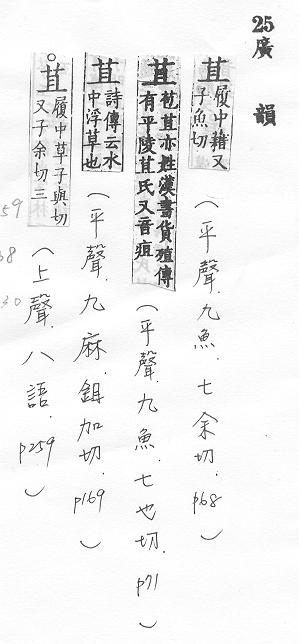 25 廣韻
苴 履中藉又
子魚切
(平聲.九魚.七余切.p68)
苴 苞苴亦姓漢書貨殖傳
有平陵苴氏又音疽
(平聲.九魚.七也切.p71)
苴 詩傳云水
中浮草也
(平聲.九麻.鉏加切.p169)
○苴 履中草子與切
又子余切三
(上聲.八語.p259)